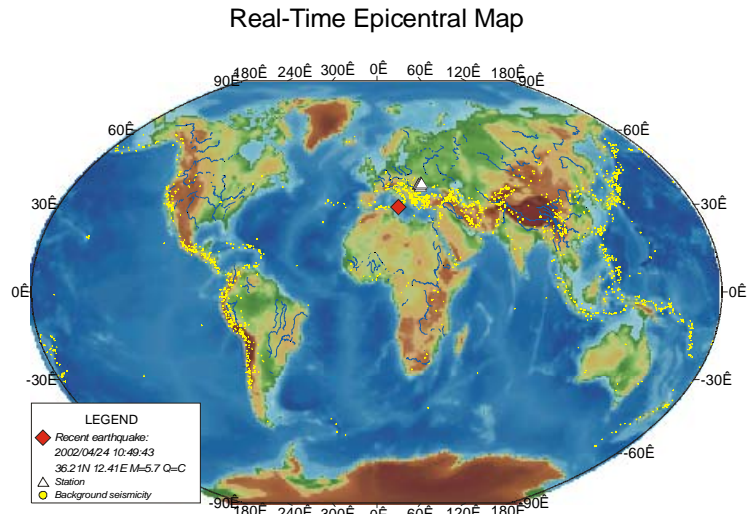 Real-Time Epicentral Map
180Ê 240Ê 300Ê 0Ê 60Ê 120Ê 180Ê
90Ê 90Ê
60Ê 60Ê
30Ê 30Ê
0Ê 0Ê
-30Ê -30Ê
-60Ê
-90Ê -90Ê
180Ê 240Ê 300Ê 0Ê 60Ê 120Ê 180Ê
LEGEND
Recent earthquake:
2002/04/24 10:49:43
36.21N 12.41E M=5.7 Q=C
Station
Background seismicity